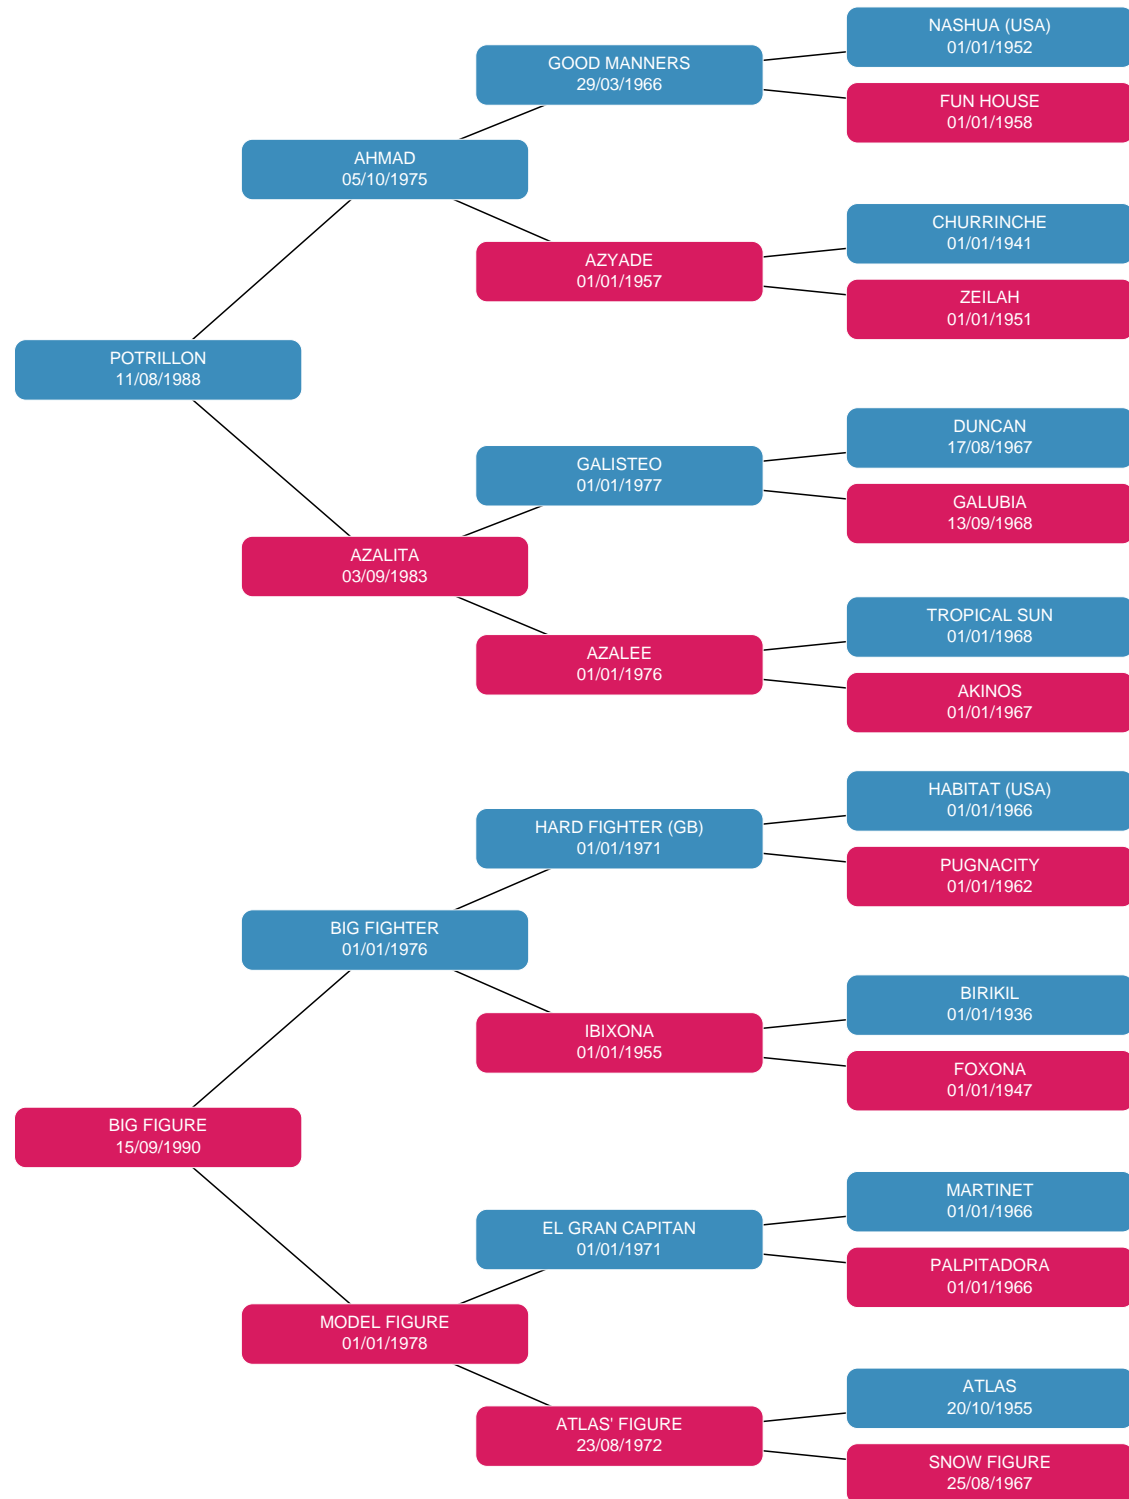 NASHUA (USA)
01/01/1952
GOOD MANNERS
29/03/1966
FUN HOUSE
01/01/1958
AHMAD
05/10/1975
CHURRINCHE
01/01/1941
AZYADE
01/01/1957
ZEILAH
01/01/1951
POTRILLON
11/08/1988
DUNCAN
17/08/1967
GALISTEO
01/01/1977
GALUBIA
13/09/1968
AZALITA
03/09/1983
TROPICAL SUN
01/01/1968
AZALEE
01/01/1976
AKINOS
01/01/1967
HABITAT (USA)
01/01/1966
HARD FIGHTER (GB)
01/01/1971
PUGNACITY
01/01/1962
BIG FIGHTER
01/01/1976
BIRIKIL
01/01/1936
IBIXONA
01/01/1955
FOXONA
01/01/1947
BIG FIGURE
15/09/1990
MARTINET
01/01/1966
EL GRAN CAPITAN
01/01/1971
PALPITADORA
01/01/1966
MODEL FIGURE
01/01/1978
ATLAS
20/10/1955
ATLAS' FIGURE
23/08/1972
SNOW FIGURE
25/08/1967